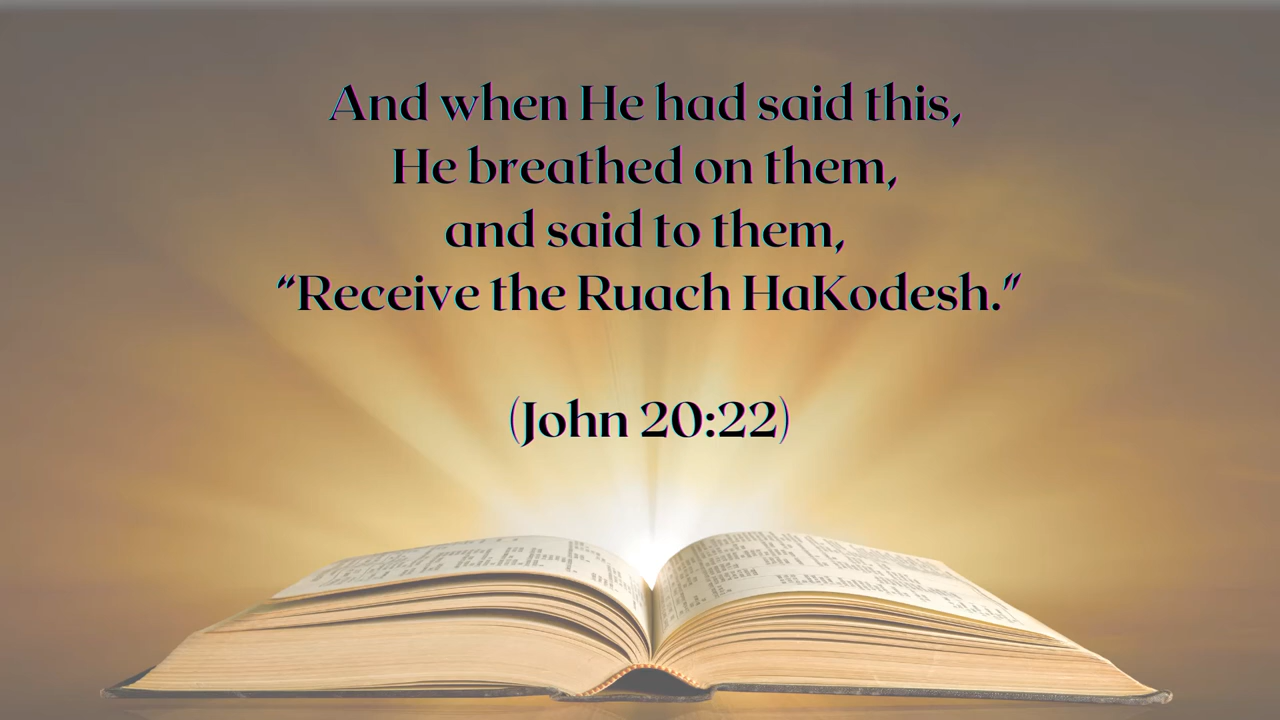 And when He had said this,
He breathed on them,
and said to them,
“Receive the Ruach HaKodesh.”
(John 20:22)